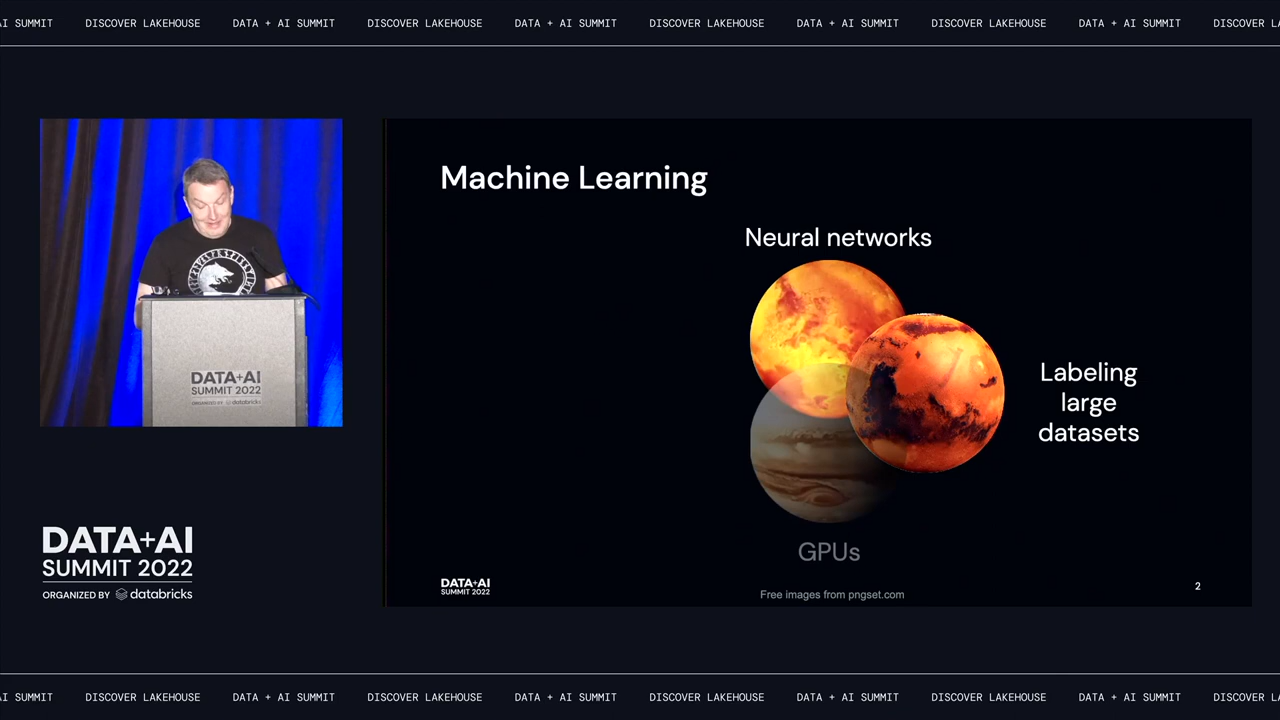 AI SUMMIT DISCOVER LAKEHOUSE DATA + AI SUMMIT DISCOVER LAKEHOUSE DATA + AI SUMMIT DISCOVER LAKEHOUSE DATA + AI SUMMIT DISCOVER LAKEHOUSE DATA + AI SUMMIT DISCOVER LA
Machine Learning
Neural networks
Labeling
large
datasets
GPUs
DATA+AI
SUMMIT 2022
Free images from pngset.com
2
DATA+AI
SUMMIT 2022
ORGANIZED BY databricks
DATA+AI
SUMMIT 2022
ORGANIZED BY databricks
AI SUMMIT DISCOVER LAKEHOUSE DATA + AI SUMMIT DISCOVER LAKEHOUSE DATA + AI SUMMIT DISCOVER LAKEHOUSE DATA + AI SUMMIT DISCOVER LAKEHOUSE DATA + AI SUMMIT DISCOVER LA